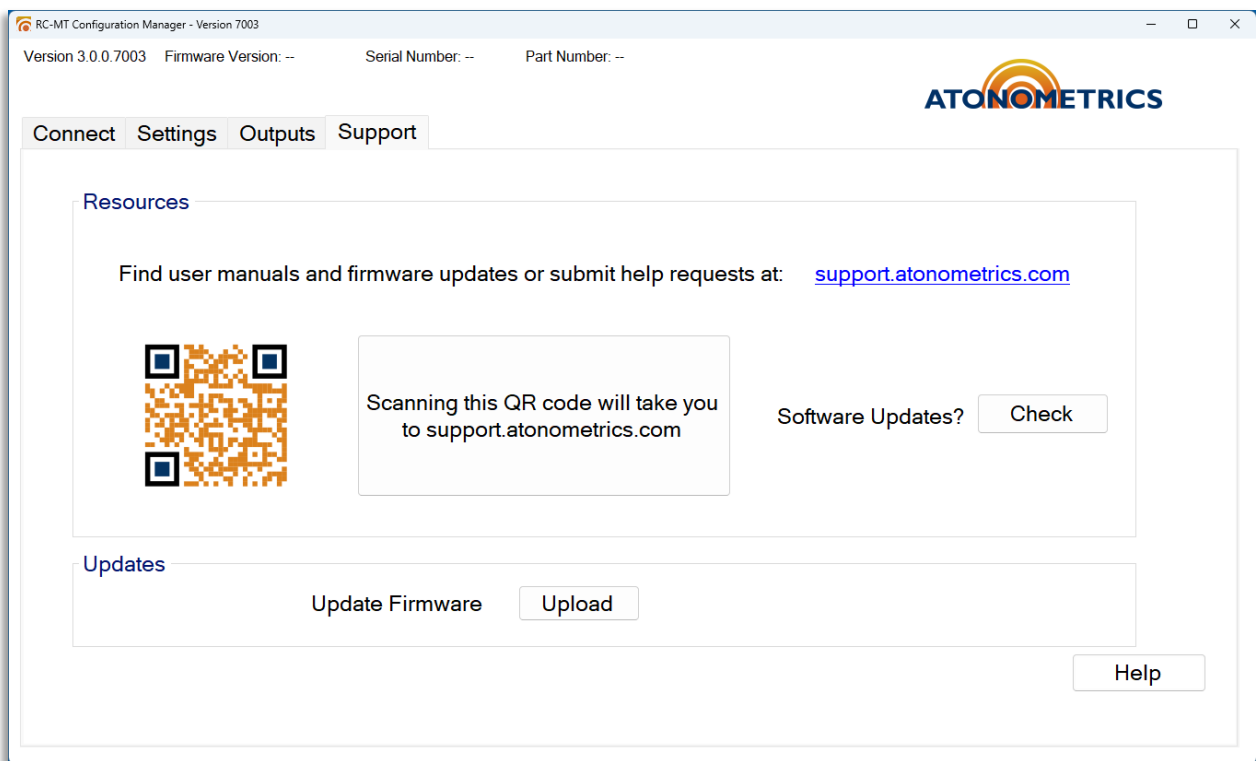 RC-MT Configuration Manager - Version 7003
Version 3.0.0.7003 Firmware Version: -- Serial Number: -- Part Number: --
ATONOMETRICS
Connect Settings Outputs Support
Resources
Find user manuals and firmware updates or submit help requests at: support.atonometrics.com
Scanning this QR code will take you
to support.atonometrics.com
Software Updates? Check
Updates
Update Firmware Upload
Help